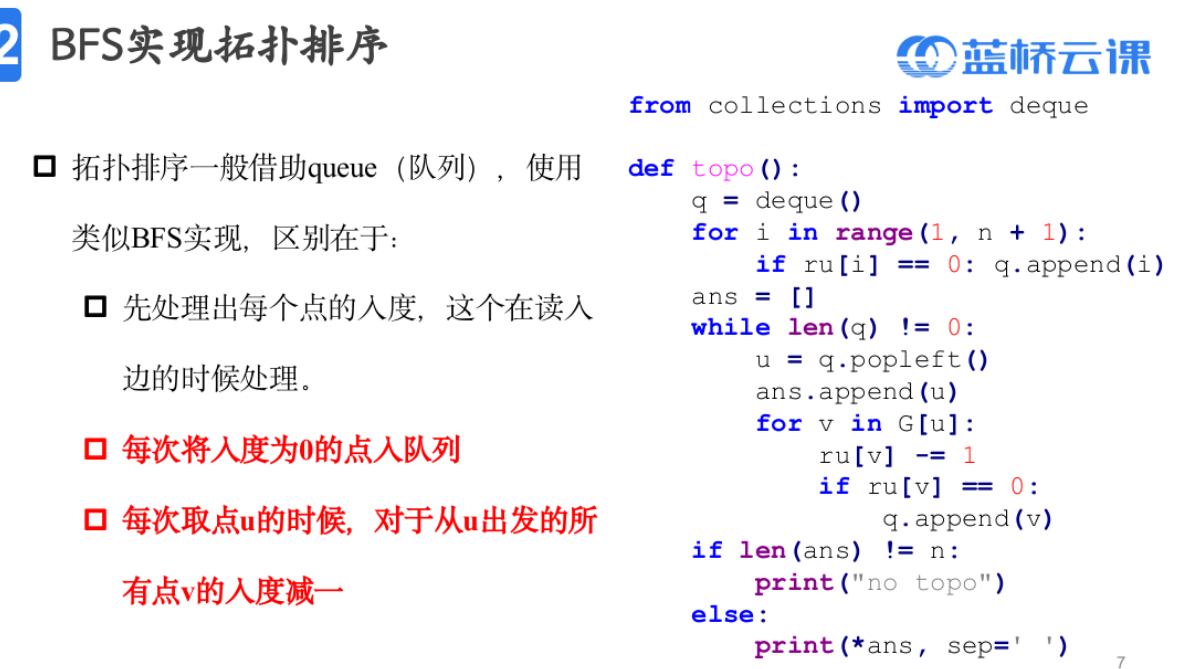 2
BFS实现拓扑排序
蓝桥云课
拓扑排序一般借助queue（队列），使用
类似BFS实现，区别在于：
先处理出每个点的入度，这个在读入
边的时候处理。
每次将入度为0的点入队列
每次取点u的时候，对于从u出发的所
有点v的入度减一
from collections import deque
def topo():
    q = deque()
    for i in range(1, n + 1):
        if ru[i] == 0: q.append(i)
    ans = []
    while len(q) != 0:
        u = q.popleft()
        ans.append(u)
        for v in G[u]:
            ru[v] -= 1
            if ru[v] == 0:
                q.append(v)
    if len(ans) != n:
        print("no topo")
    else:
        print(*ans, sep=' ')
7